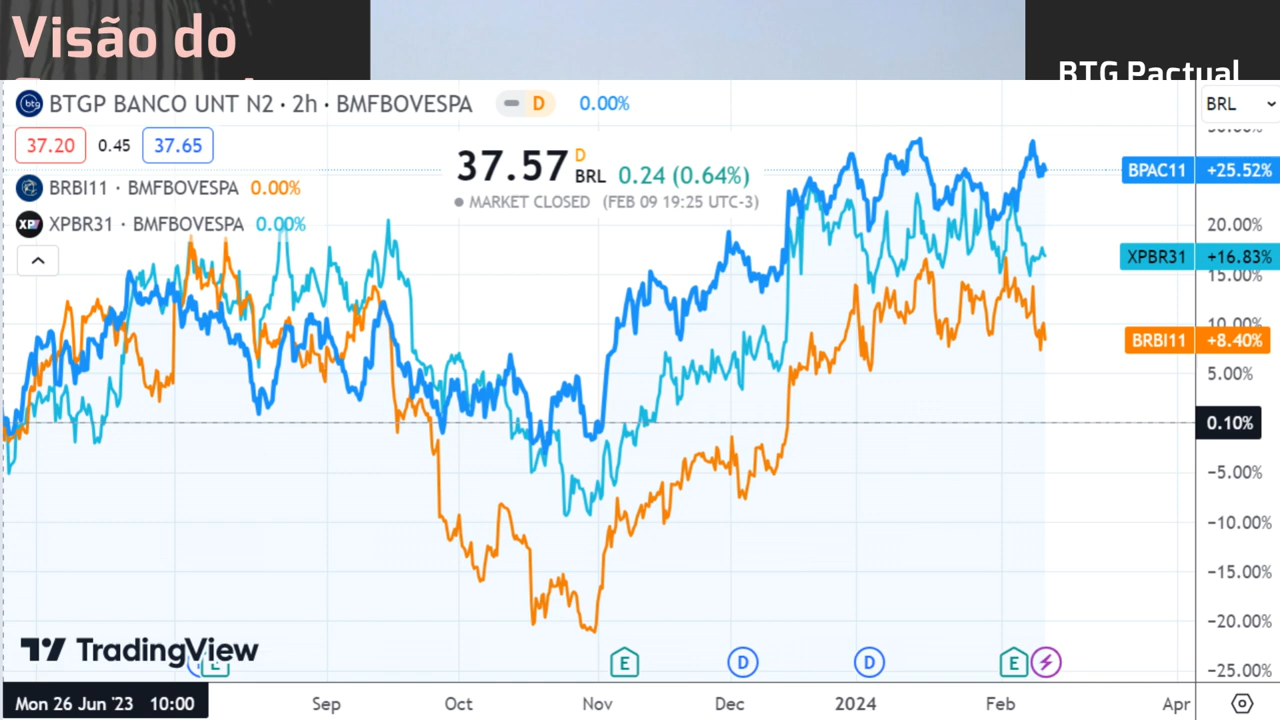 Visão do
BTG Pactual
BTGP BANCO UNT N2 · 2h · BMFBOVESPA D 0.00% BRL
37.20 0.45 37.65
37.57 D BRL 0.24 (0.64%)
MARKET CLOSED (FEB 09 19:25 UTC-3)
BRBI11 · BMFBOVESPA 0.00%
XP XPBR31 · BMFBOVESPA 0.00%
30.00%
BPAC11 +25.52%
20.00%
XPBR31 +16.83%
15.00%
10.00%
BRBI11 +8.40%
5.00%
0.10%
−5.00%
−10.00%
−15.00%
−20.00%
−25.00%
TradingView
E E D D E
Mon 26 Jun '23 10:00 Sep Oct Nov Dec 2024 Feb Apr